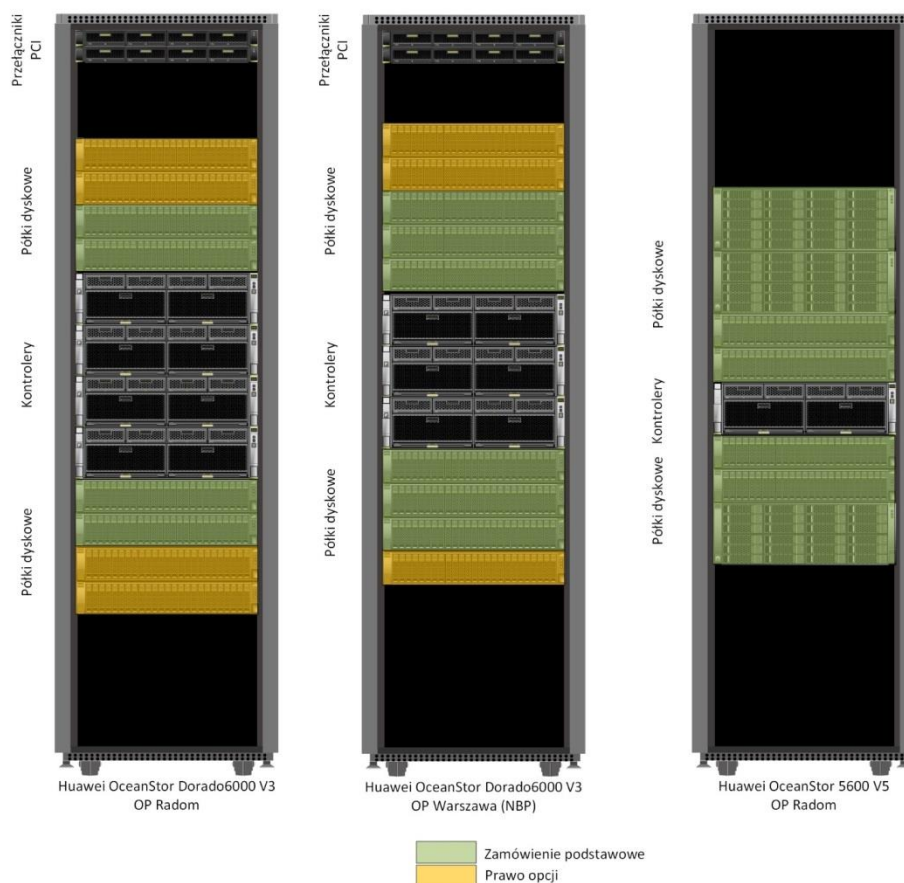 Przełączniki
PCI
Półki dyskowe
Kontrolery
Półki dyskowe
Huawei OceanStor Dorado6000 V3
OP Radom
Przełączniki
PCI
Półki dyskowe
Kontrolery
Półki dyskowe
Huawei OceanStor Dorado6000 V3
OP Warszawa (NBP)
Półki dyskowe
Kontrolery
Półki dyskowe
Huawei OceanStor 5600 V5
OP Radom
Zamówienie podstawowe
Prawo opcji